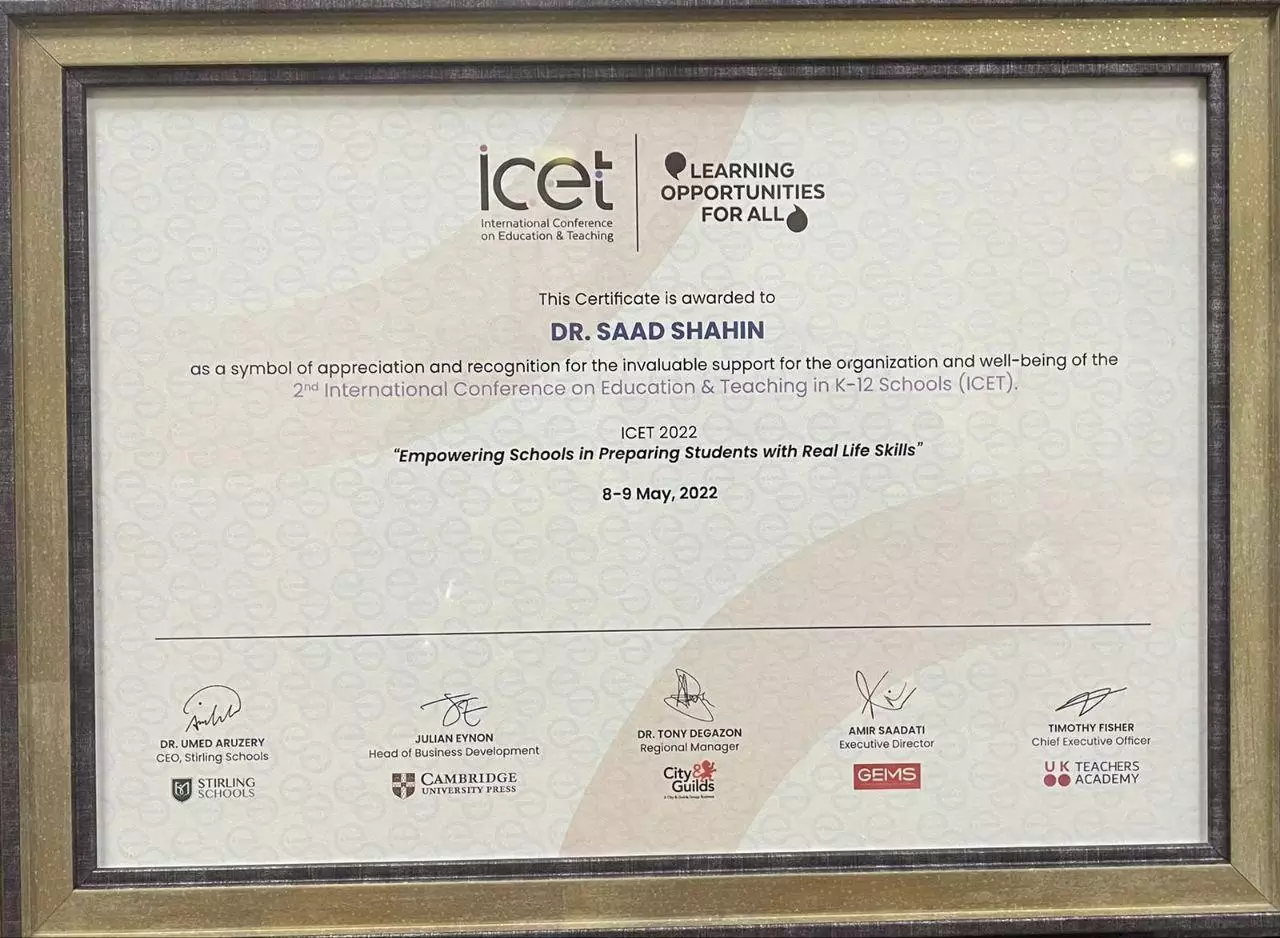 icet
International Conference
on Education & Teaching
LEARNING
OPPORTUNITIES
FOR ALL
This Certificate is awarded to
DR. SAAD SHAHIN
as a symbol of appreciation and recognition for the invaluable support for the organization and well-being of the
2nd International Conference on Education & Teaching in K-12 Schools (ICET).
ICET 2022
“Empowering Schools in Preparing Students with Real Life Skills”
8-9 May, 2022
DR. UMED ARUZERY
CEO, Stirling Schools
STIRLING
SCHOOLS
JULIAN EYNON
Head of Business Development
CAMBRIDGE
UNIVERSITY PRESS
DR. TONY DEGAZON
Regional Manager
City&
Guilds
A City & Guilds Group Business
AMIR SAADATI
Executive Director
GEMS
TIMOTHY FISHER
Chief Executive Officer
UK TEACHERS
ACADEMY